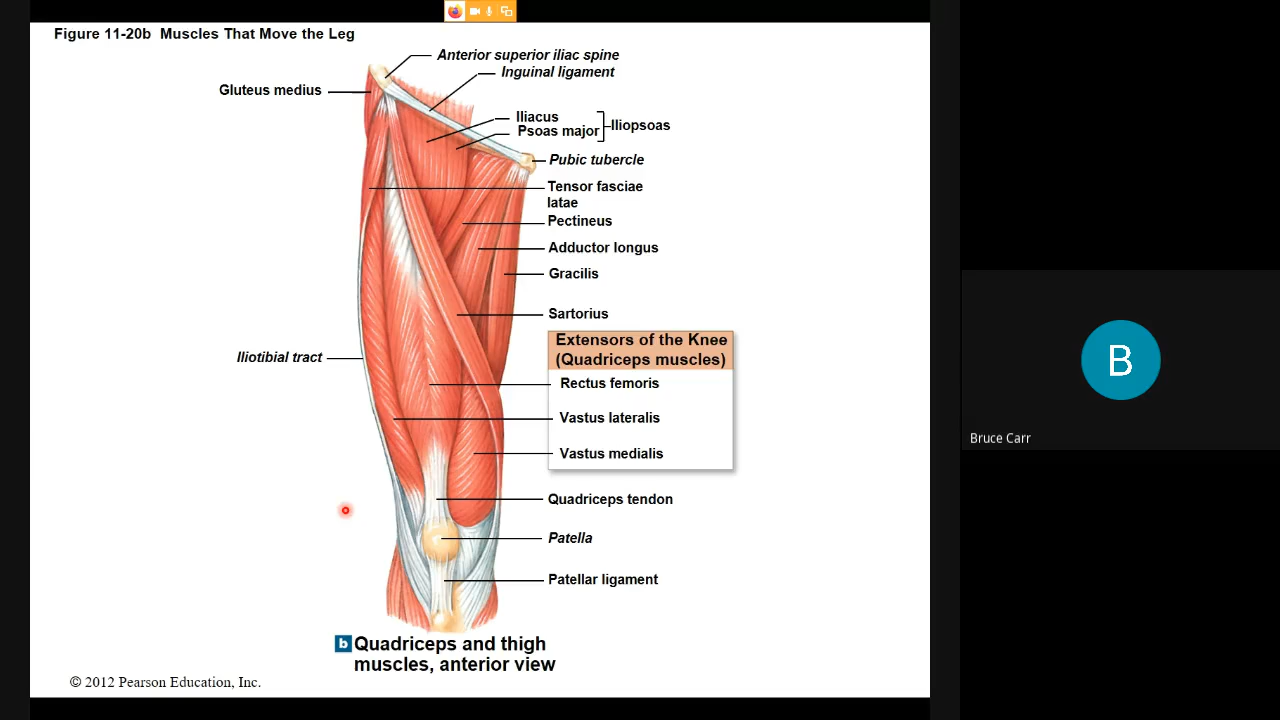 Figure 11-20b Muscles That Move the Leg
Anterior superior iliac spine
Inguinal ligament
Gluteus medius
Iliacus
Psoas major
Iliopsoas
Pubic tubercle
Tensor fasciae
latae
Pectineus
Adductor longus
Gracilis
Sartorius
Extensors of the Knee
(Quadriceps muscles)
Iliotibial tract
Rectus femoris
Vastus lateralis
Vastus medialis
Quadriceps tendon
Patella
Patellar ligament
b Quadriceps and thigh
muscles, anterior view
© 2012 Pearson Education, Inc.
B
Bruce Carr